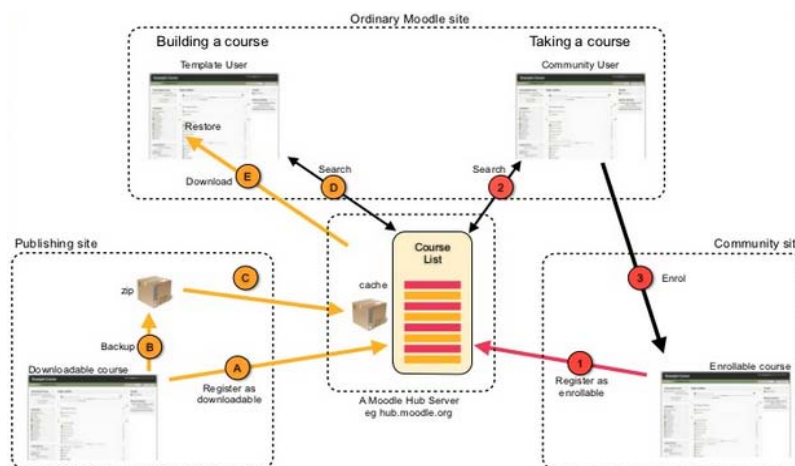 Ordinary Moodle site
Building a course
Taking a course
Template User
Community User
Restore
Download
E
Search
D
Search
2
Publishing site
Community sit
zip
C
cache
Course
List
3
Enrol
Backup
B
Downloadable course
A
Register as
downloadable
1
Register as
enrollable
Enrollable course
A Moodle Hub Server
eg hub.moodle.org